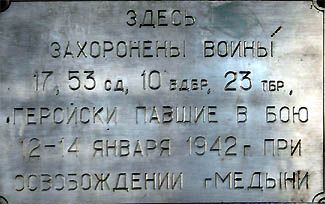 ЗДЕСЬ
ЗАХОРОНЕНЫ ВОИНЫ
17, 53 СД, 10 ВДБР, 23 ТБР,
ГЕРОЙСКИ ПАВШИЕ В БОЮ
12-14 ЯНВАРЯ 1942 г ПРИ
ОСВОБОЖДЕНИИ г МЕДЫНИ